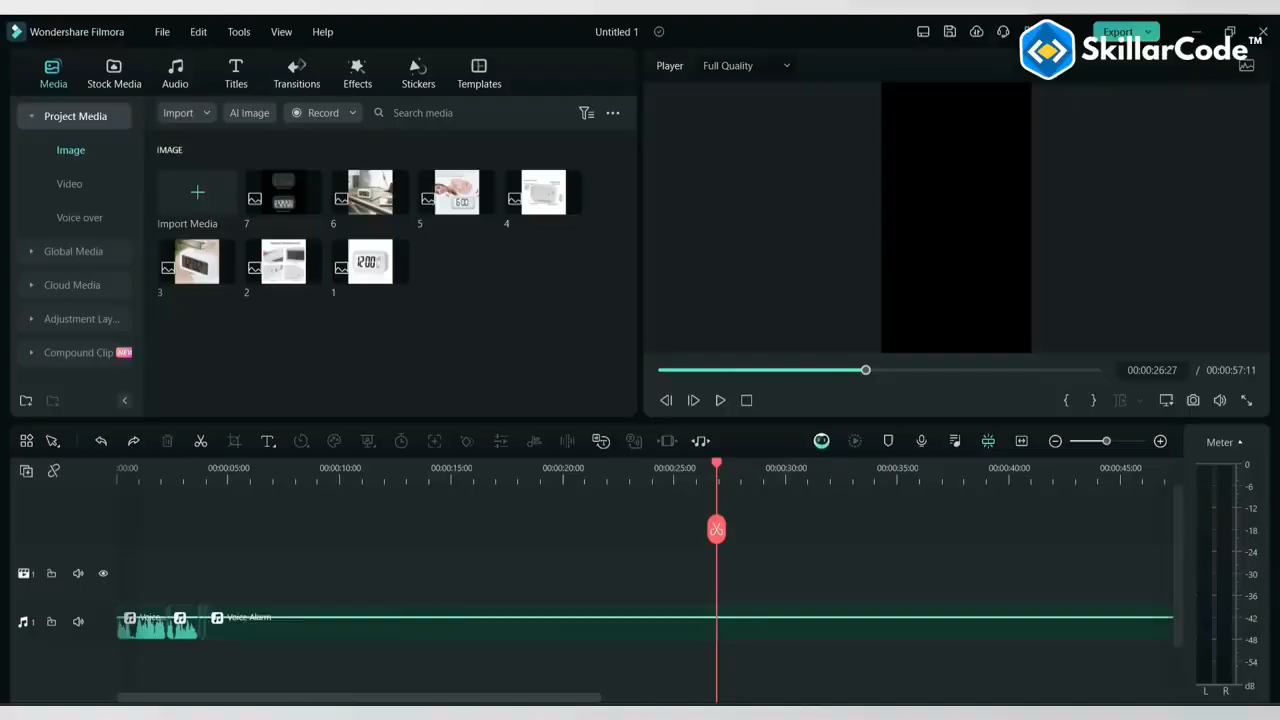 Wondershare Filmora
File
Edit
Tools
View
Help
Untitled 1
Export
SkillarCode™
Media
Stock Media
Audio
Titles
Transitions
Effects
Stickers
Templates
Player
Full Quality
Project Media
Import
AI Image
Record
Search media
Image
IMAGE
Video
Voice over
Global Media
Cloud Media
Adjustment Lay...
Compound Clip NEW
Import Media
7
6
5
4
3
2
1
6:00
12:00
00:00:26:27 / 00:00:57:11
Meter
:00:00
00:00:05:00
00:00:10:00
00:00:15:00
00:00:20:00
00:00:25:00
00:00:30:00
00:00:35:00
00:00:40:00
00:00:45:00
0
-6
-12
-18
-24
-30
-36
-42
-48
-54
dB
L R
1
1
Voice...
Voice Alarm